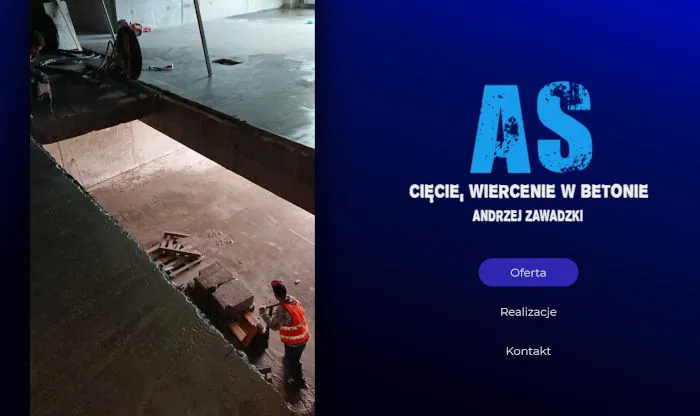 AS
CIĘCIE, WIERCENIE W BETONIE
ANDRZEJ ZAWADZKI
Oferta
Realizacje
Kontakt